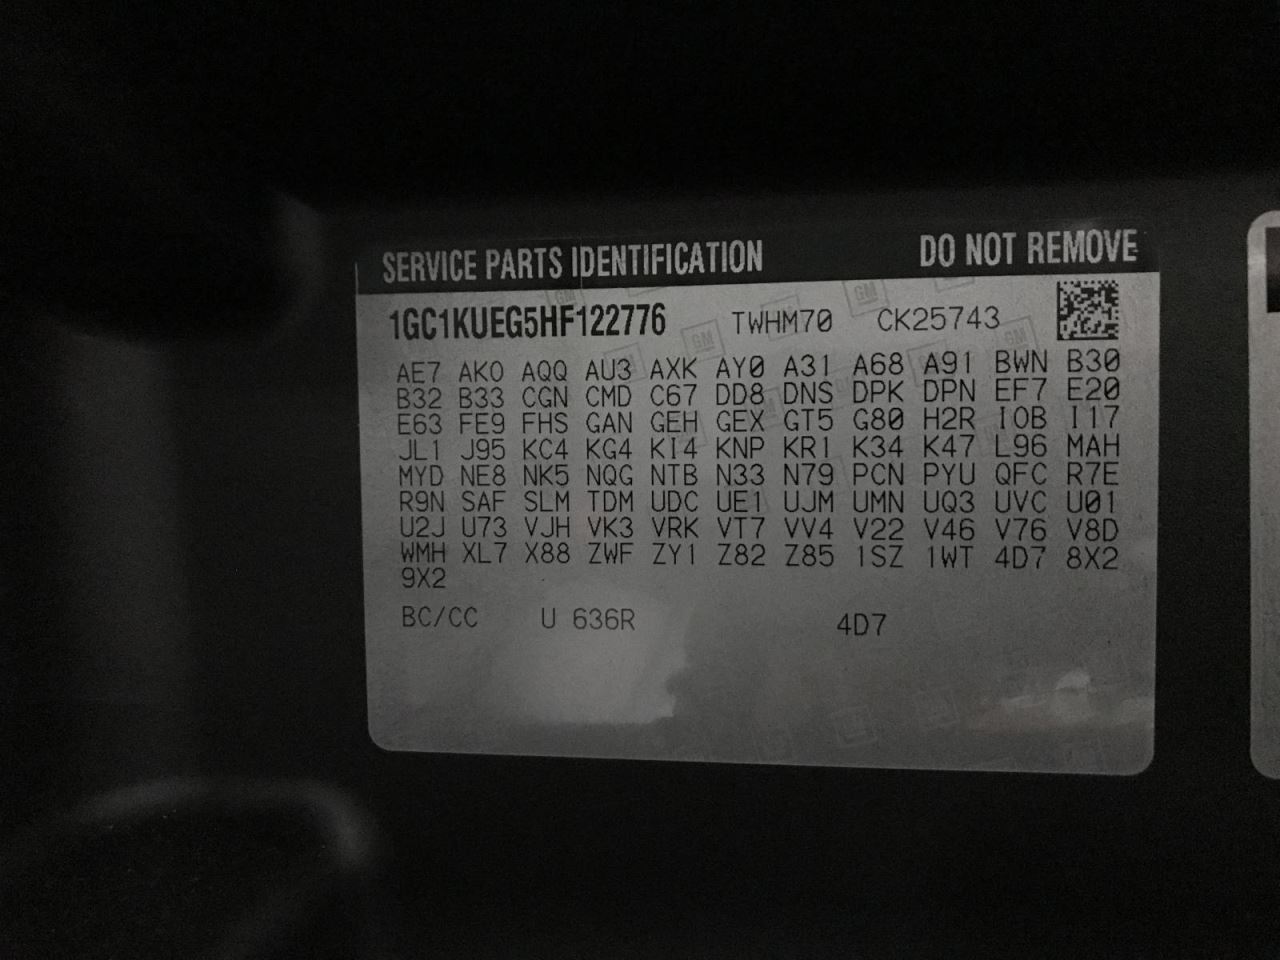 SERVICE PARTS IDENTIFICATION DO NOT REMOVE
1GC1KUEG5HF122776 TWHM70 CK25743
AE7 AKO AQQ AU3 AXK AY0 A31 A68 A91 BWN B30
B32 B33 CGN CMD C67 DD8 DNS DPK DPN EF7 E20
E63 FE9 FHS GAN GEH GEX GT5 G80 H2R IOB I17
JL1 J95 KC4 KG4 KI4 KNP KR1 K34 K47 L96 MAH
MYD NE8 NK5 NQG NTB N33 N79 PCN PYU QFC R7E
R9N SAF SLM TDM UDC UE1 UJM UMN UQ3 UVC U01
U2J U73 VJH VK3 VRK VT7 VV4 V22 V46 V76 V8D
WMH XL7 X88 ZWF ZY1 Z82 Z85 1SZ 1WT 4D7 8X2
9X2
BC/CC U 636R 4D7